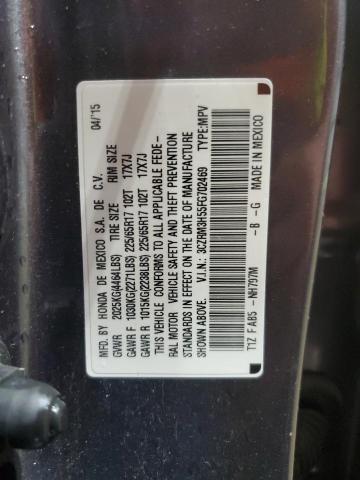 MFD. BY HONDA DE MEXICO S.A. DE C.V. 04/15
GVWR 2025KG(4464LBS) TIRE SIZE RIM SIZE
GAWR F 1030KG(2271LBS) 225/65R17 102T 17X7J
GAWR R 1015KG(2238LBS) 225/65R17 102T 17X7J
THIS VEHICLE CONFORMS TO ALL APPLICABLE FEDE-
RAL MOTOR VEHICLE SAFETY AND THEFT PREVENTION
STANDARDS IN EFFECT ON THE DATE OF MANUFACTURE
SHOWN ABOVE. V.I.N.: 3CZRM3H55FG702469 TYPE:MPV
T1Z F AB5 -NH797M -B -G MADE IN MEXICO